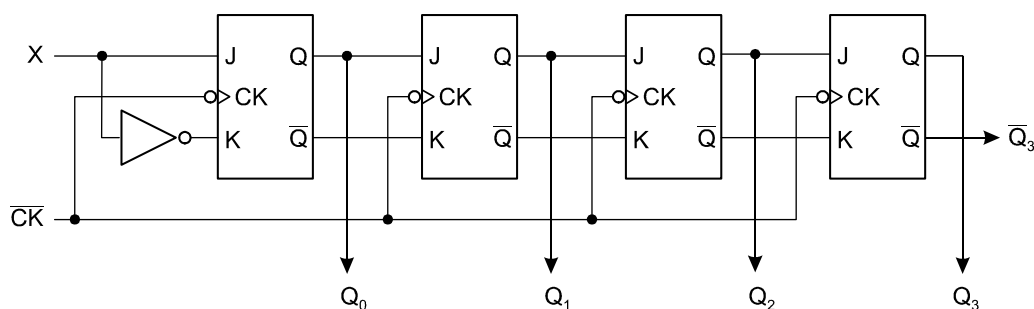 X J Q J Q J Q J Q
CK CK CK CK
K Q̅ K Q̅ K Q̅ K Q̅ Q̅₃
C̅K̅
Q₀ Q₁ Q₂ Q₃